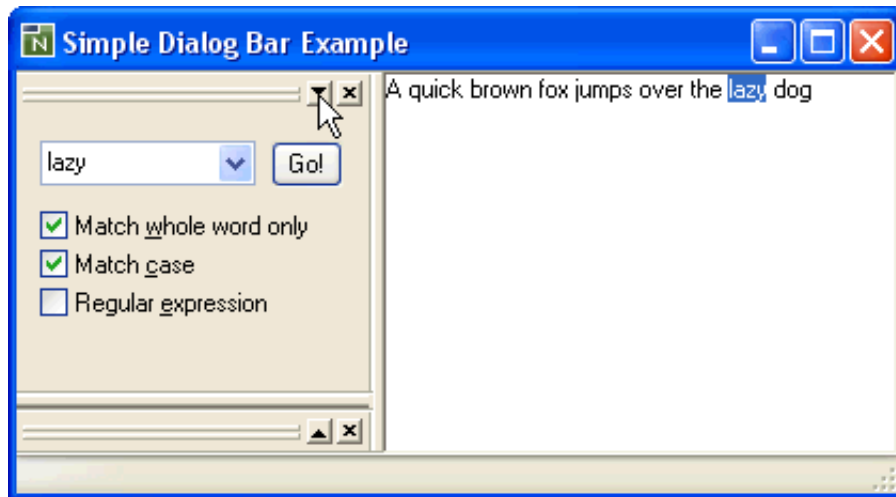 N Simple Dialog Bar Example
A quick brown fox jumps over the lazy dog
lazy Go!
Match whole word only
Match case
Regular expression